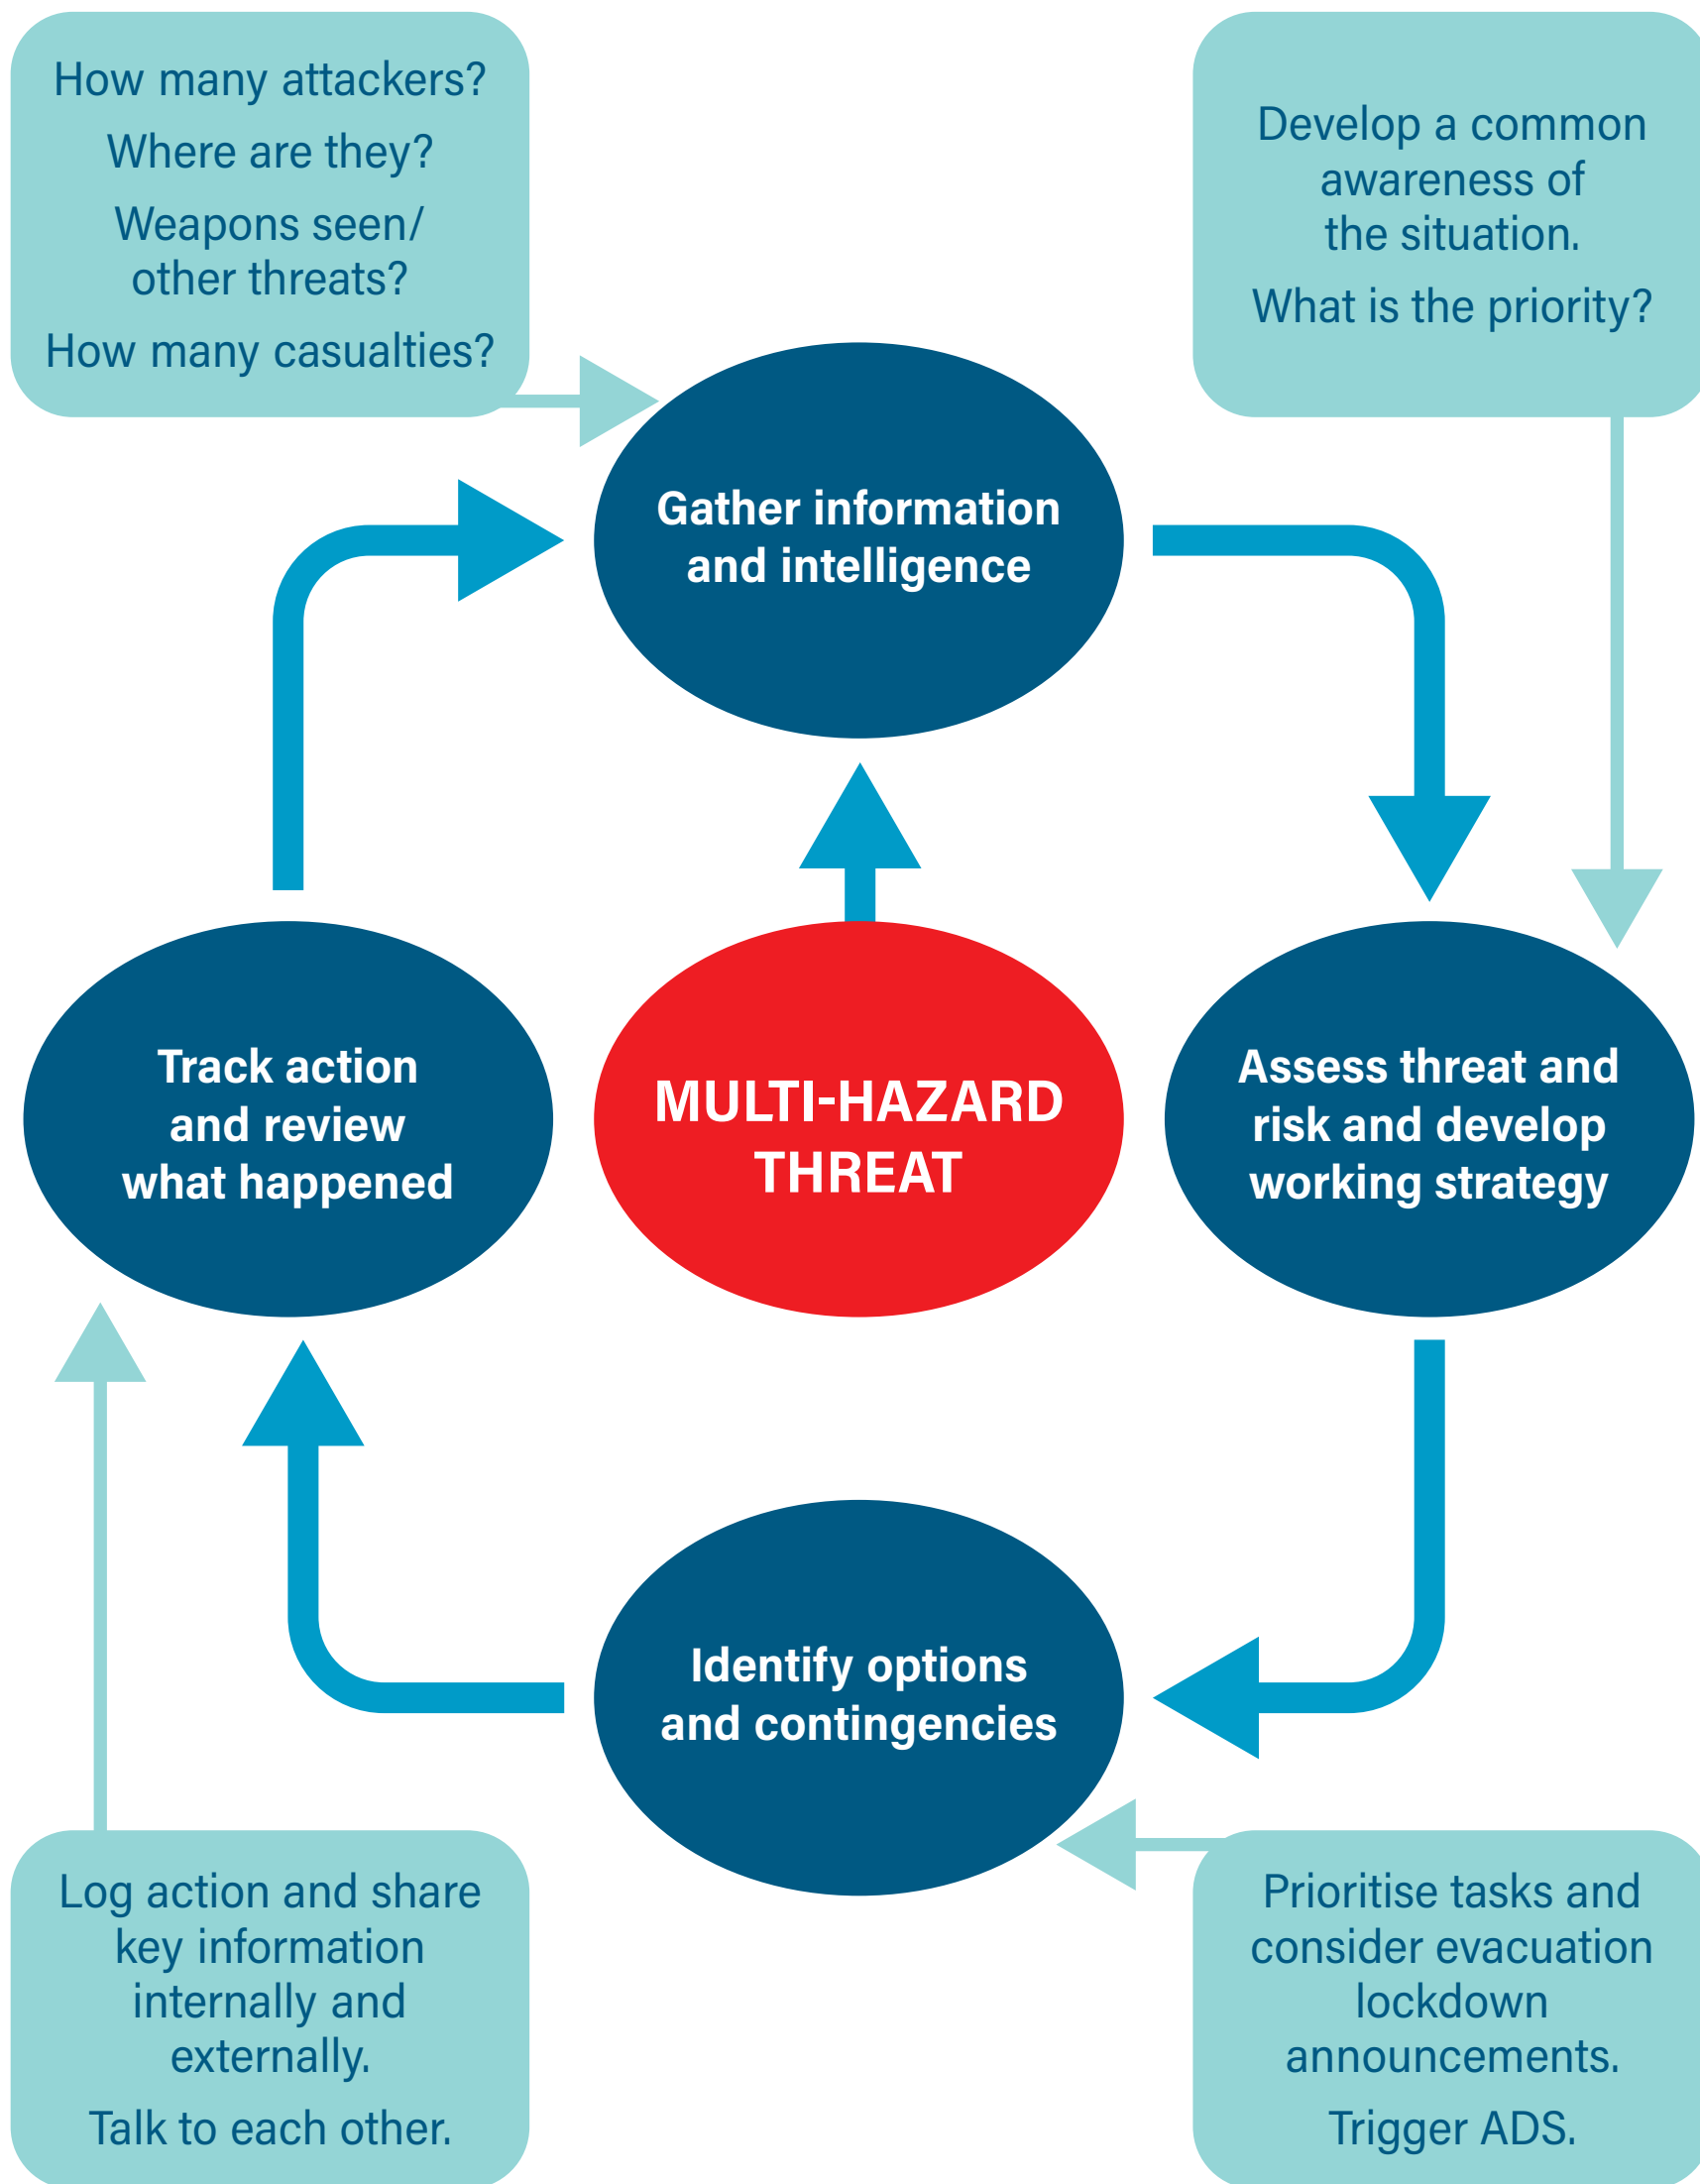 How many attackers?
Where are they?
Weapons seen/
other threats?
How many casualties?
Develop a common
awareness of
the situation.
What is the priority?
Gather information
and intelligence
Track action
and review
what happened
MULTI-HAZARD
THREAT
Assess threat and
risk and develop
working strategy
Identify options
and contingencies
Log action and share
key information
internally and
externally.
Talk to each other.
Prioritise tasks and
consider evacuation
lockdown
announcements.
Trigger ADS.